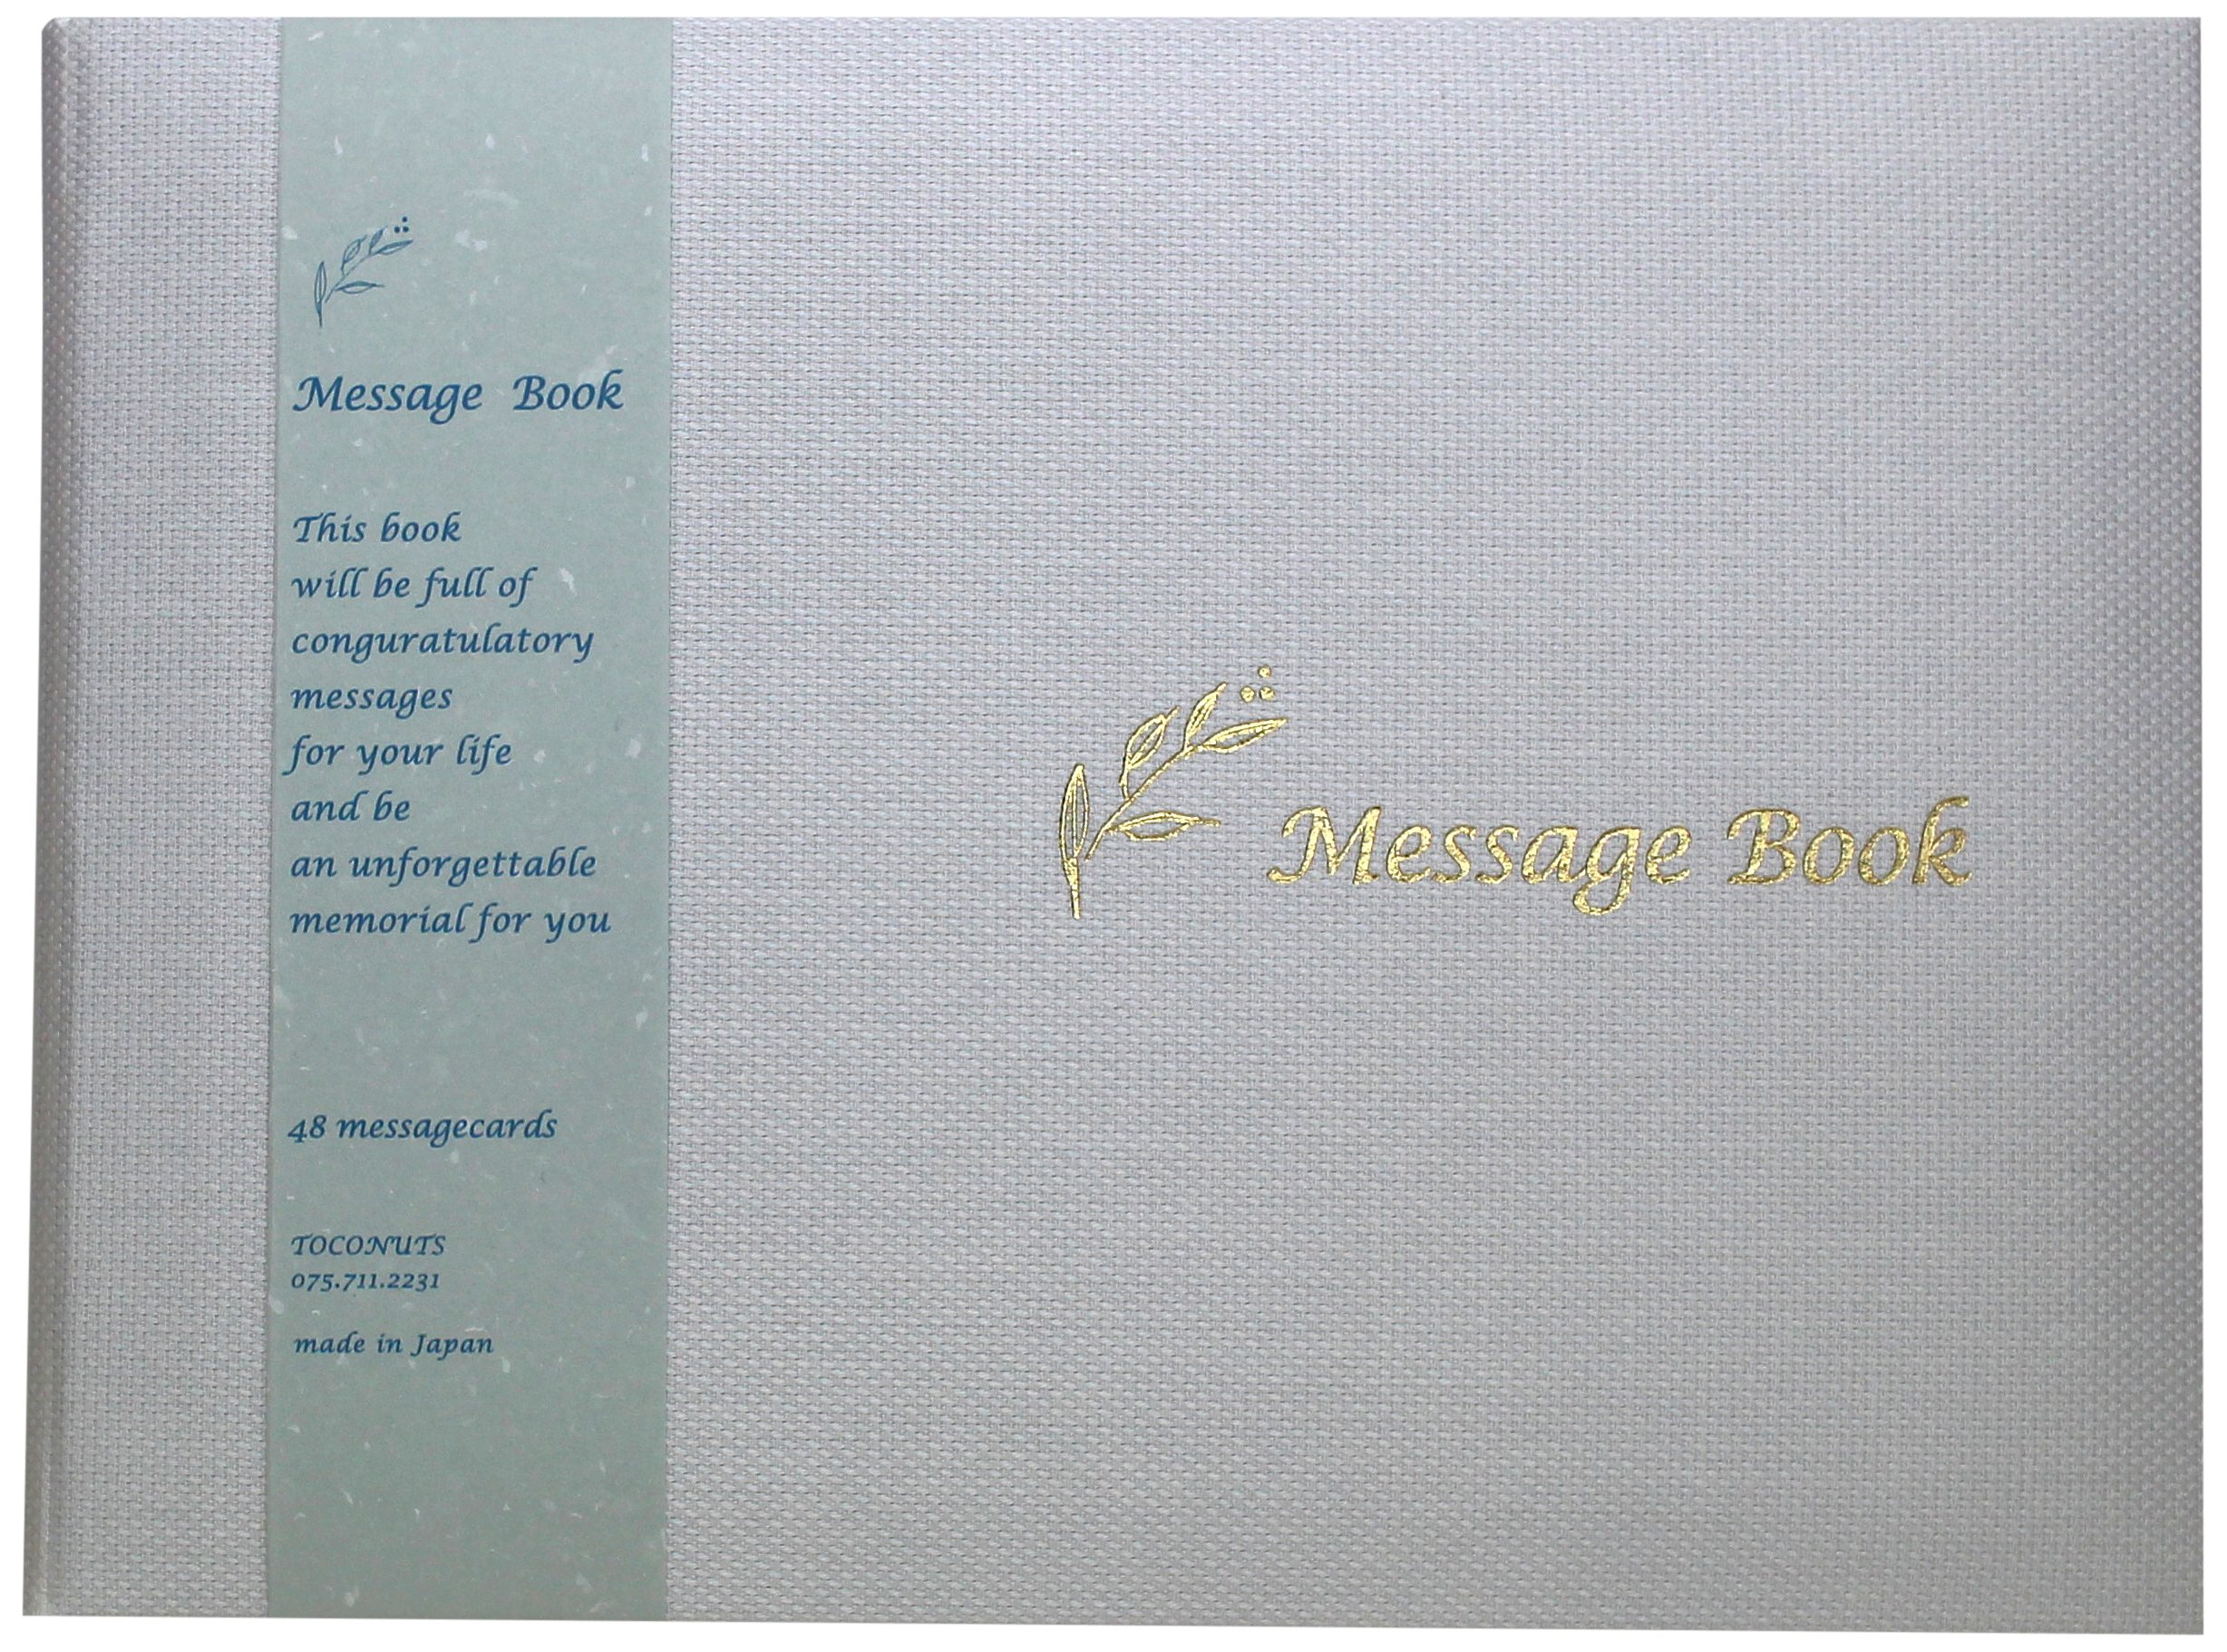 Message Book
This book
will be full of
conguratulatory
messages
for your life
and be
an unforgettable
memorial for you
48 messagecards
TOCONUTS
075.711.2231
made in Japan
Message Book